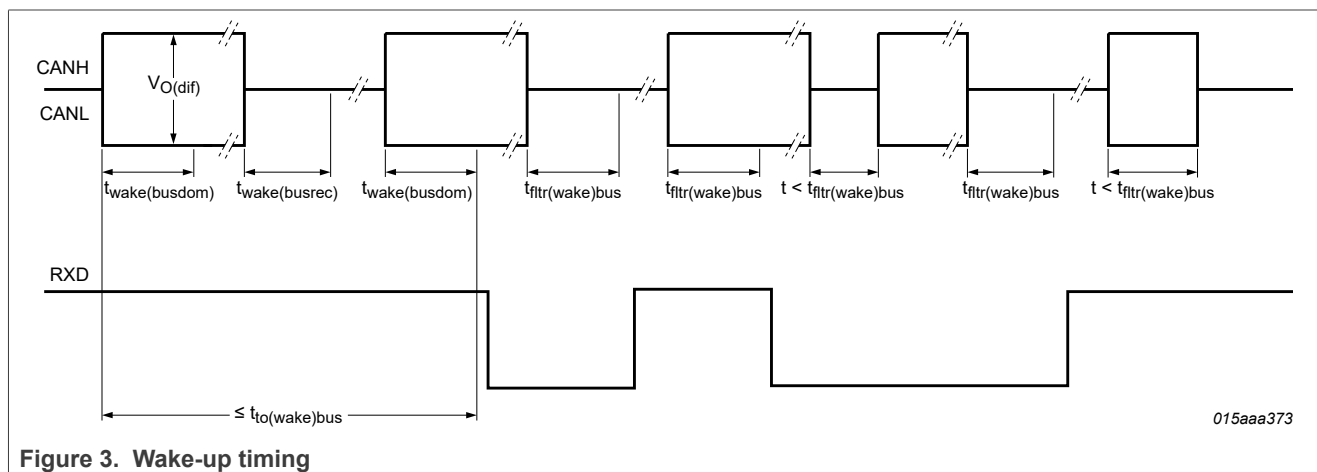 CANH
V_O(dif)
CANL
t_wake(busdom) t_wake(busrec) t_wake(busdom) t_fltr(wake)bus t_fltr(wake)bus t < t_fltr(wake)bus t_fltr(wake)bus t < t_fltr(wake)bus
RXD
≤ t_to(wake)bus
015aaa373
Figure 3. Wake-up timing